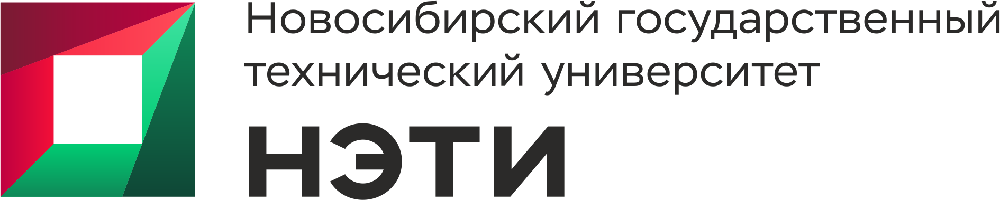 Новосибирский государственный
технический университет
НЭТИ